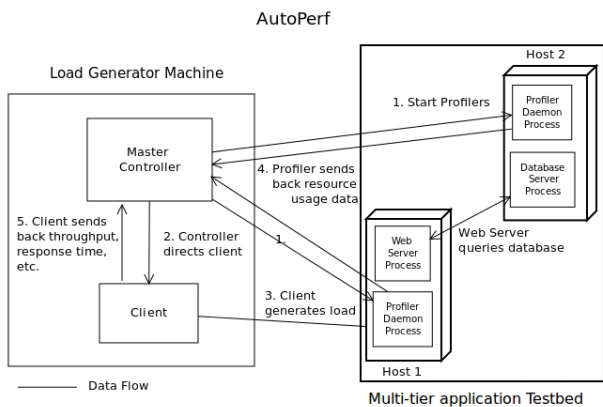 AutoPerf
Load Generator Machine
Host 2
Profiler
Daemon
Process
1. Start Profilers
Master
Controller
4. Profiler sends
back resource
usage data
Database
Server
Process
5. Client sends
back throughput,
response time,
etc.
2. Controller
directs client
1.
Web
Server
Process
Web Server
queries database
3. Client
generates load
Client
Profiler
Daemon
Process
Host 1
Data Flow
Multi-tier application Testbed